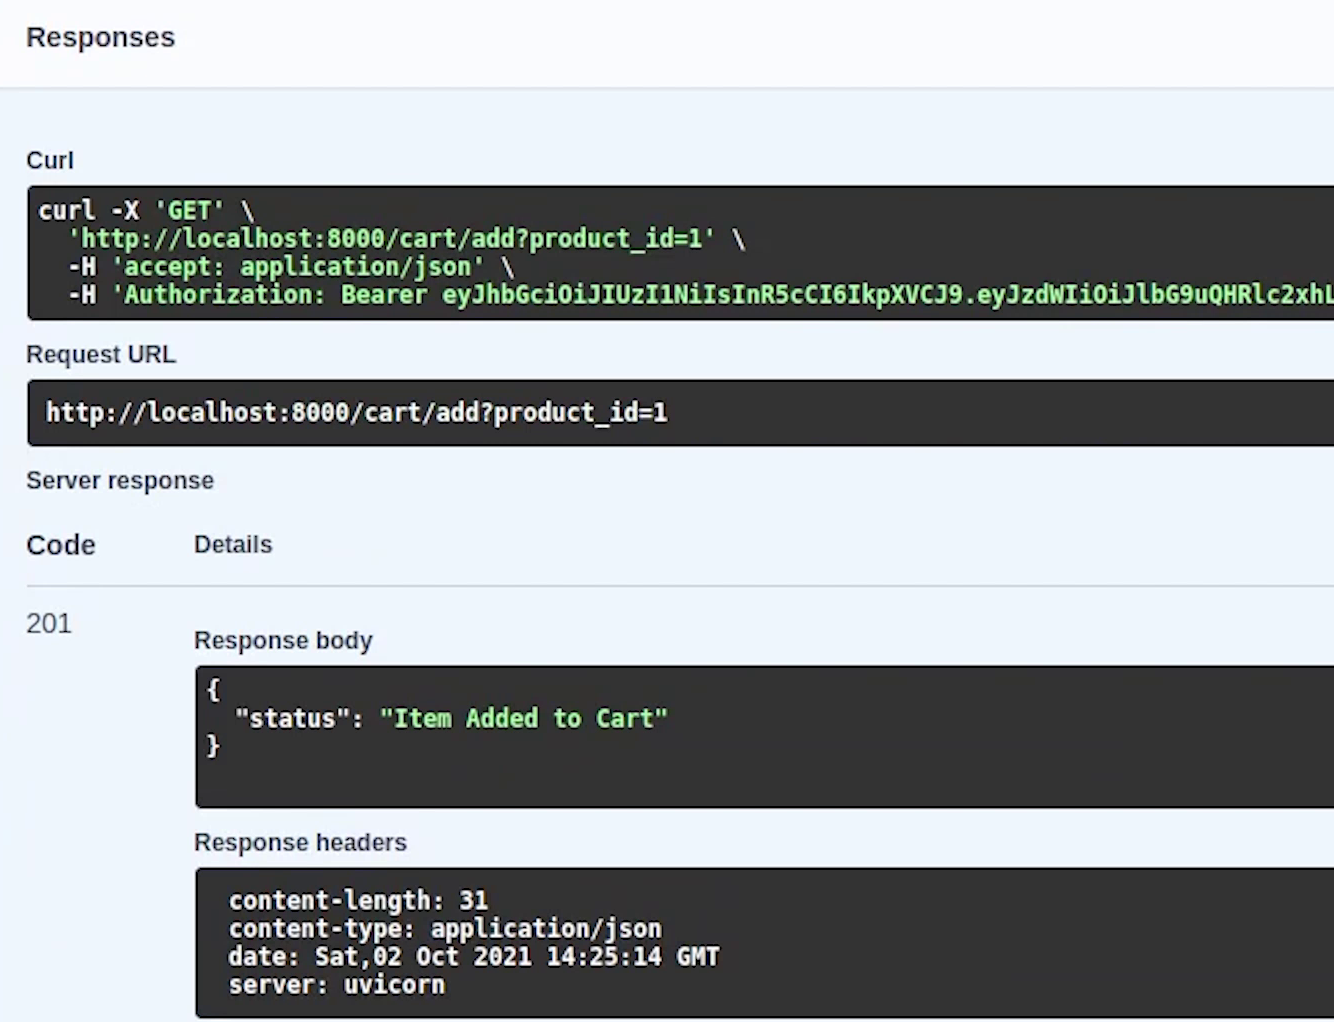 Responses
Curl
curl -X 'GET' \
'http://localhost:8000/cart/add?product_id=1' \
-H 'accept: application/json' \
-H 'Authorization: Bearer eyJhbGciOiJIUzI1NiIsInR5cCI6IkpXVCJ9.eyJzdWIiOiJlbG9uQHRlc2xhL
Request URL
http://localhost:8000/cart/add?product_id=1
Server response
Code Details
201
Response body
{
"status": "Item Added to Cart"
}
Response headers
content-length: 31
content-type: application/json
date: Sat,02 Oct 2021 14:25:14 GMT
server: uvicorn